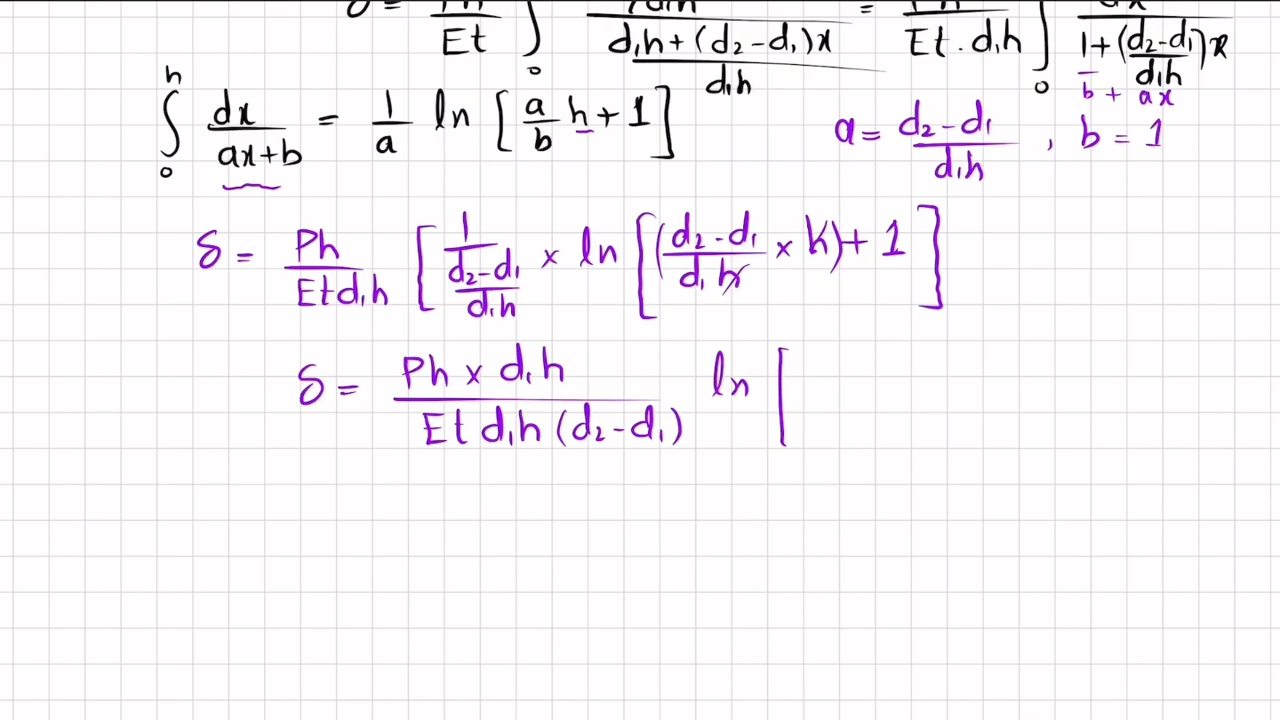 δ = Ph/Et ∫₀ dx/(d₁h + (d₂ - d₁)x)/d₁h = Ph/(Et · d₁h) ∫₀ dx/(1 + ((d₂ - d₁)/d₁h)x)
b + ax
∫₀ʰ dx/(ax + b) = 1/a ln [a/b h + 1] a = (d₂ - d₁)/d₁h , b = 1
δ = Ph/(Etd₁h) [1/((d₂ - d₁)/d₁h) × ln [((d₂ - d₁)/d₁h × h) + 1]
δ = (Ph × d₁h)/(Et d₁h (d₂ - d₁)) ln [